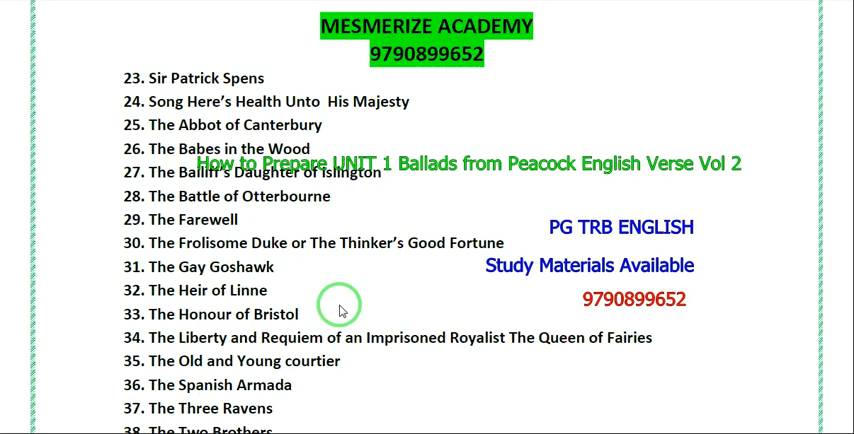 MESMERIZE ACADEMY
9790899652
23. Sir Patrick Spens
24. Song Here's Health Unto His Majesty
25. The Abbot of Canterbury
26. The Babes in the Wood
How to Prepare UNIT 1 Ballads from Peacock English Verse Vol 2
27. The Bailiff's Daughter of Islington
28. The Battle of Otterbourne
29. The Farewell
PG TRB ENGLISH
30. The Frolisome Duke or The Thinker's Good Fortune
31. The Gay Goshawk
Study Materials Available
32. The Heir of Linne
9790899652
33. The Honour of Bristol
34. The Liberty and Requiem of an Imprisoned Royalist The Queen of Fairies
35. The Old and Young courtier
36. The Spanish Armada
37. The Three Ravens
38. The Two Brothers